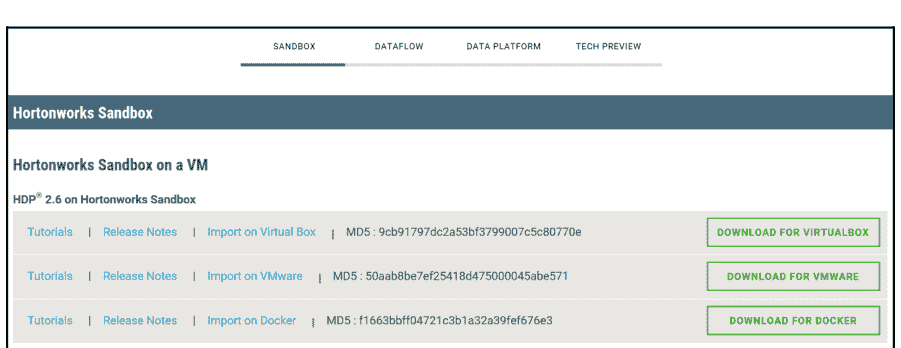 SANDBOX DATAFLOW DATA PLATFORM TECH PREVIEW
Hortonworks Sandbox
Hortonworks Sandbox on a VM
HDP® 2.6 on Hortonworks Sandbox
Tutorials | Release Notes | Import on Virtual Box | MD5 : 9cb91797dc2a53bf3799007c5c80770e DOWNLOAD FOR VIRTUALBOX
Tutorials | Release Notes | Import on VMware | MD5 : 50aab8be7ef25418d475000045abe571 DOWNLOAD FOR VMWARE
Tutorials | Release Notes | Import on Docker | MD5 : f1663bbff04721c3b1a32a39fef676e3 DOWNLOAD FOR DOCKER